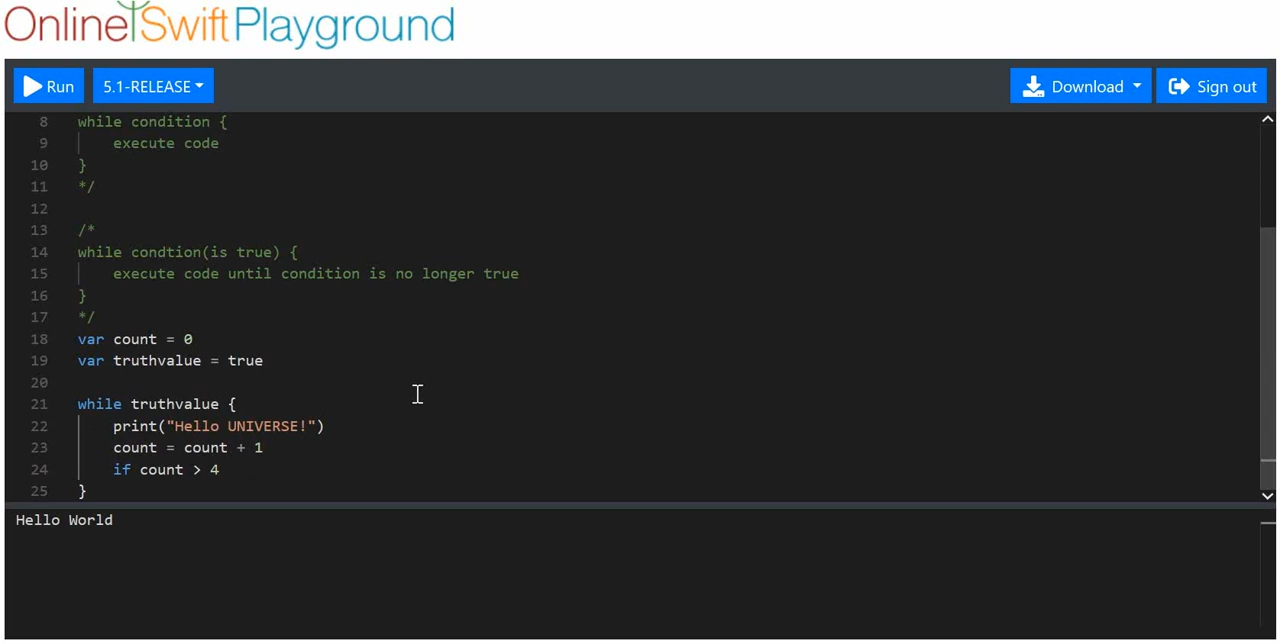 OnlineSwiftPlayground
Run 5.1-RELEASE Download Sign out
8 while condition {
9 execute code
10 }
11 */
12
13 /*
14 while condtion(is true) {
15 execute code until condition is no longer true
16 }
17 */
18 var count = 0
19 var truthvalue = true
20
21 while truthvalue {
22 print("Hello UNIVERSE!")
23 count = count + 1
24 if count > 4
25 }
Hello World